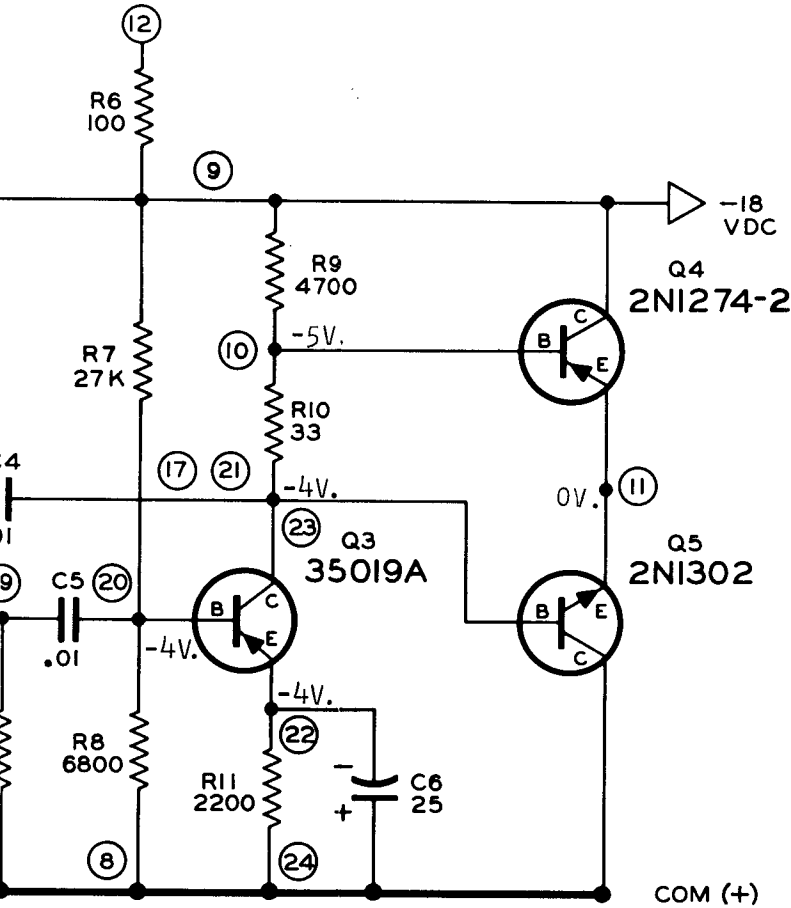 12
R6
100
9
-18
VDC
R9
4700
Q4
2N1274-2
C
B
E
10
-5V.
R7
27K
R10
33
C4
17
21
-4V.
0V.
11
23
Q3
35019A
Q5
2N1302
9
C5
20
.01
B
C
E
-4V.
B
E
C
-4V.
22
R8
6800
R11
2200
-
+
C6
25
8
24
COM (+)